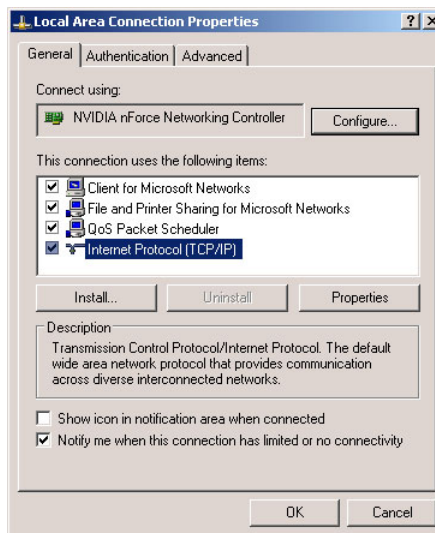 Local Area Connection Properties
General Authentication Advanced
Connect using:
NVIDIA nForce Networking Controller Configure...
This connection uses the following items:
Client for Microsoft Networks
File and Printer Sharing for Microsoft Networks
QoS Packet Scheduler
Internet Protocol (TCP/IP)
Install... Uninstall Properties
Description
Transmission Control Protocol/Internet Protocol. The default
wide area network protocol that provides communication
across diverse interconnected networks.
Show icon in notification area when connected
Notify me when this connection has limited or no connectivity
OK Cancel